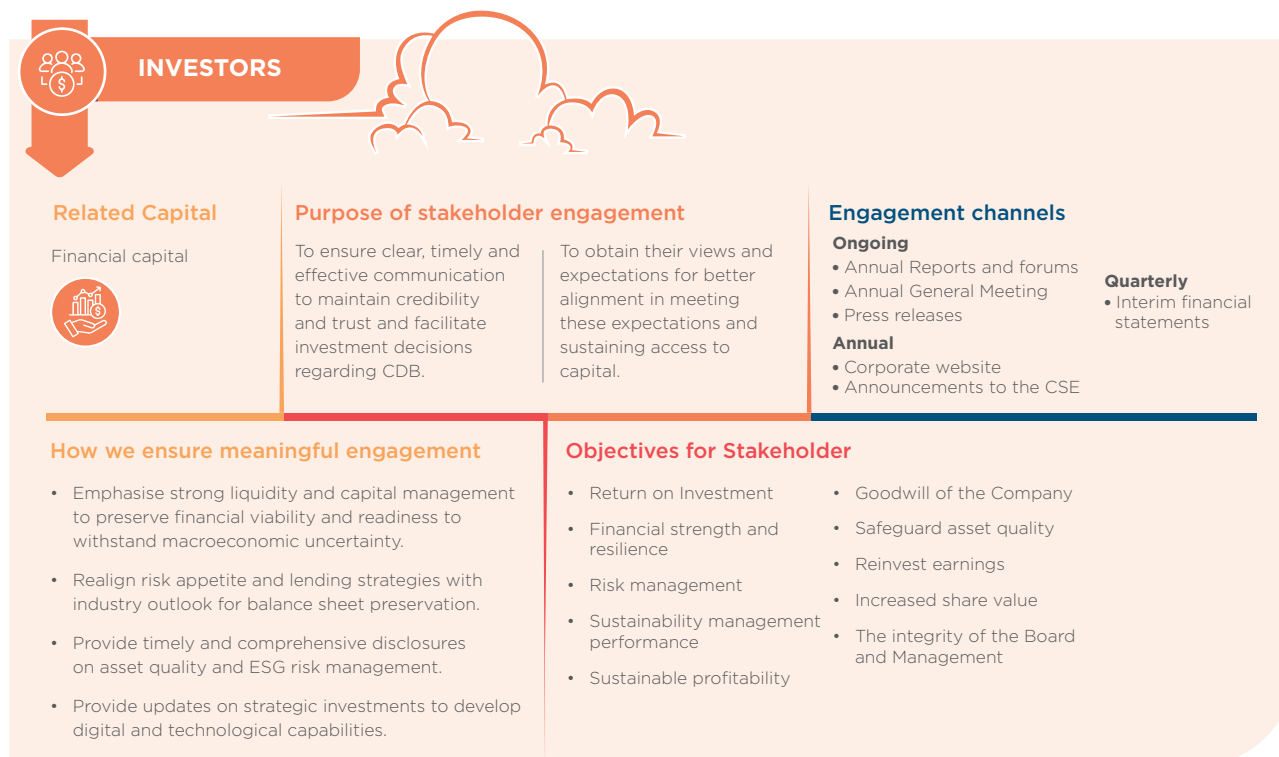 INVESTORS
Related Capital
Financial capital
Purpose of stakeholder engagement
To ensure clear, timely and
effective communication
to maintain credibility
and trust and facilitate
investment decisions
regarding CDB.
To obtain their views and
expectations for better
alignment in meeting
these expectations and
sustaining access to
capital.
Engagement channels
Ongoing
• Annual Reports and forums
• Annual General Meeting
• Press releases
Annual
• Corporate website
• Announcements to the CSE
Quarterly
• Interim financial
statements
How we ensure meaningful engagement
• Emphasise strong liquidity and capital management
to preserve financial viability and readiness to
withstand macroeconomic uncertainty.
• Realign risk appetite and lending strategies with
industry outlook for balance sheet preservation.
• Provide timely and comprehensive disclosures
on asset quality and ESG risk management.
• Provide updates on strategic investments to develop
digital and technological capabilities.
Objectives for Stakeholder
• Return on Investment
• Financial strength and
resilience
• Risk management
• Sustainability management
performance
• Sustainable profitability
• Goodwill of the Company
• Safeguard asset quality
• Reinvest earnings
• Increased share value
• The integrity of the Board
and Management